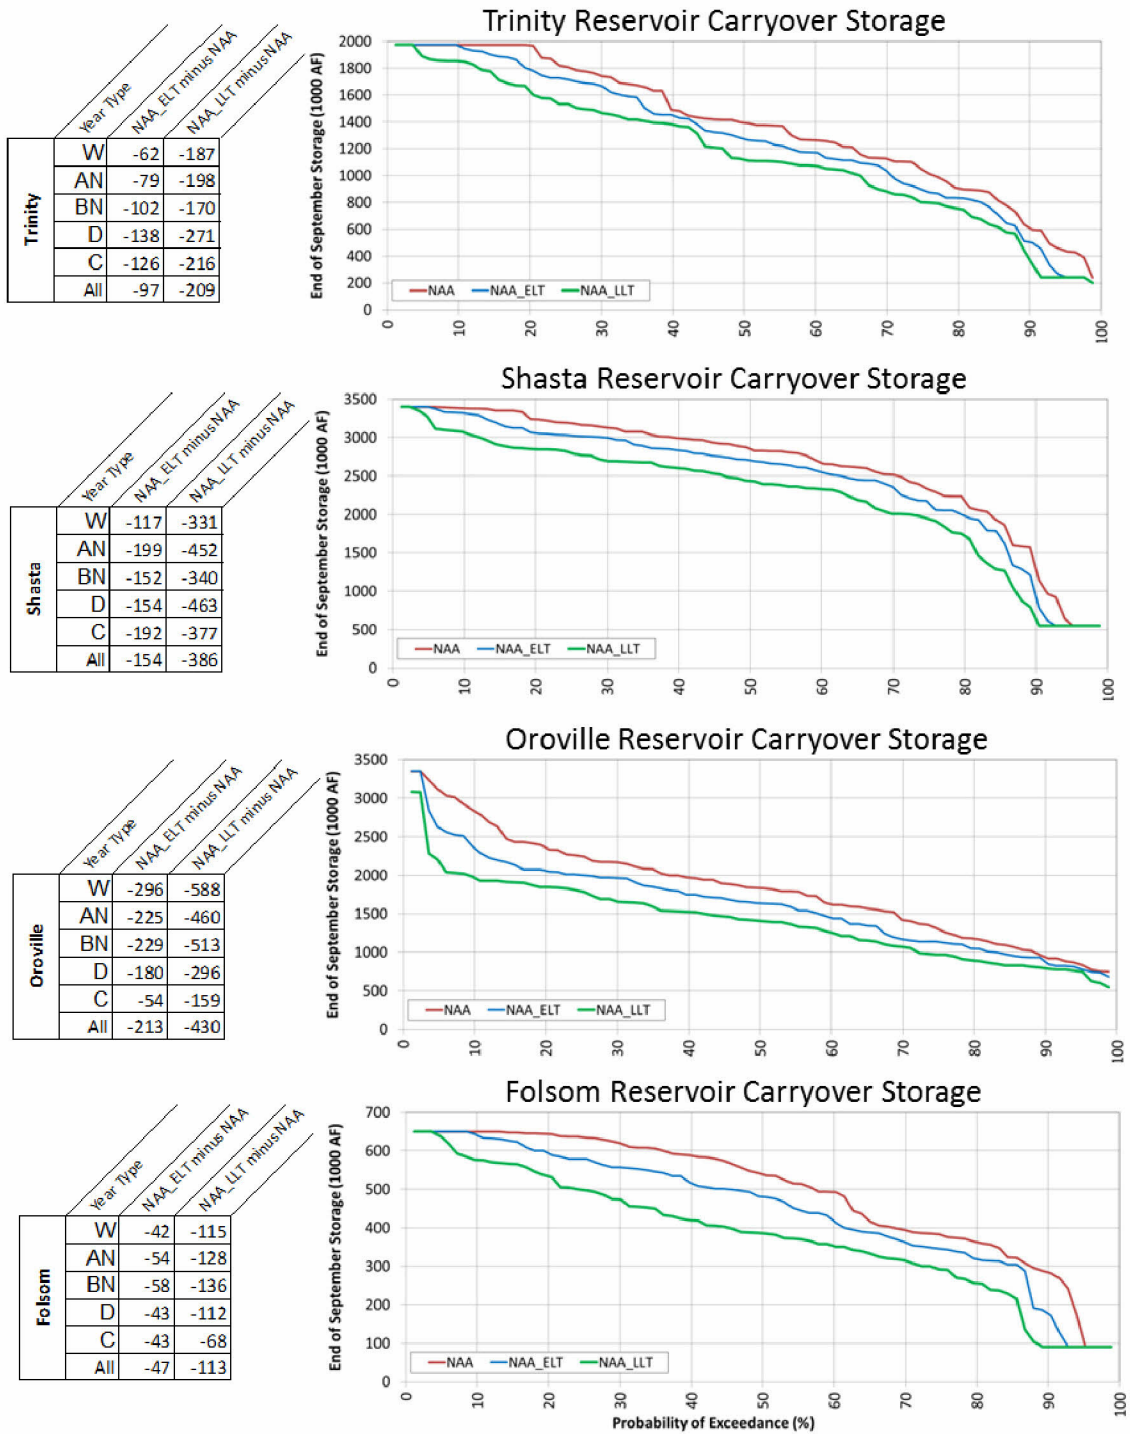 Trinity Reservoir Carryover Storage
Year Type
NAA_ELT minus NAA
NAA_LLT minus NAA
Trinity
W -62 -187
AN -79 -198
BN -102 -170
D -138 -271
C -126 -216
All -97 -209
End of September Storage (1000 AF)
2000
1800
1600
1400
1200
1000
800
600
400
200
0
NAA NAA_ELT NAA_LLT
0 10 20 30 40 50 60 70 80 90 100
Shasta Reservoir Carryover Storage
Year Type
NAA_ELT minus NAA
NAA_LLT minus NAA
Shasta
W -117 -331
AN -199 -452
BN -152 -340
D -154 -463
C -192 -377
All -154 -386
End of September Storage (1000 AF)
3500
3000
2500
2000
1500
1000
500
0
NAA NAA_ELT NAA_LLT
0 10 20 30 40 50 60 70 80 90 100
Oroville Reservoir Carryover Storage
Year Type
NAA_ELT minus NAA
NAA_LLT minus NAA
Oroville
W -296 -588
AN -225 -460
BN -229 -513
D -180 -296
C -54 -159
All -213 -430
End of September Storage (1000 AF)
3500
3000
2500
2000
1500
1000
500
0
NAA NAA_ELT NAA_LLT
0 10 20 30 40 50 60 70 80 90 100
Folsom Reservoir Carryover Storage
Year Type
NAA_ELT minus NAA
NAA_LLT minus NAA
Folsom
W -42 -115
AN -54 -128
BN -58 -136
D -43 -112
C -43 -68
All -47 -113
End of September Storage (1000 AF)
700
600
500
400
300
200
100
0
NAA NAA_ELT NAA_LLT
0 10 20 30 40 50 60 70 80 90 100
Probability of Exceedance (%)